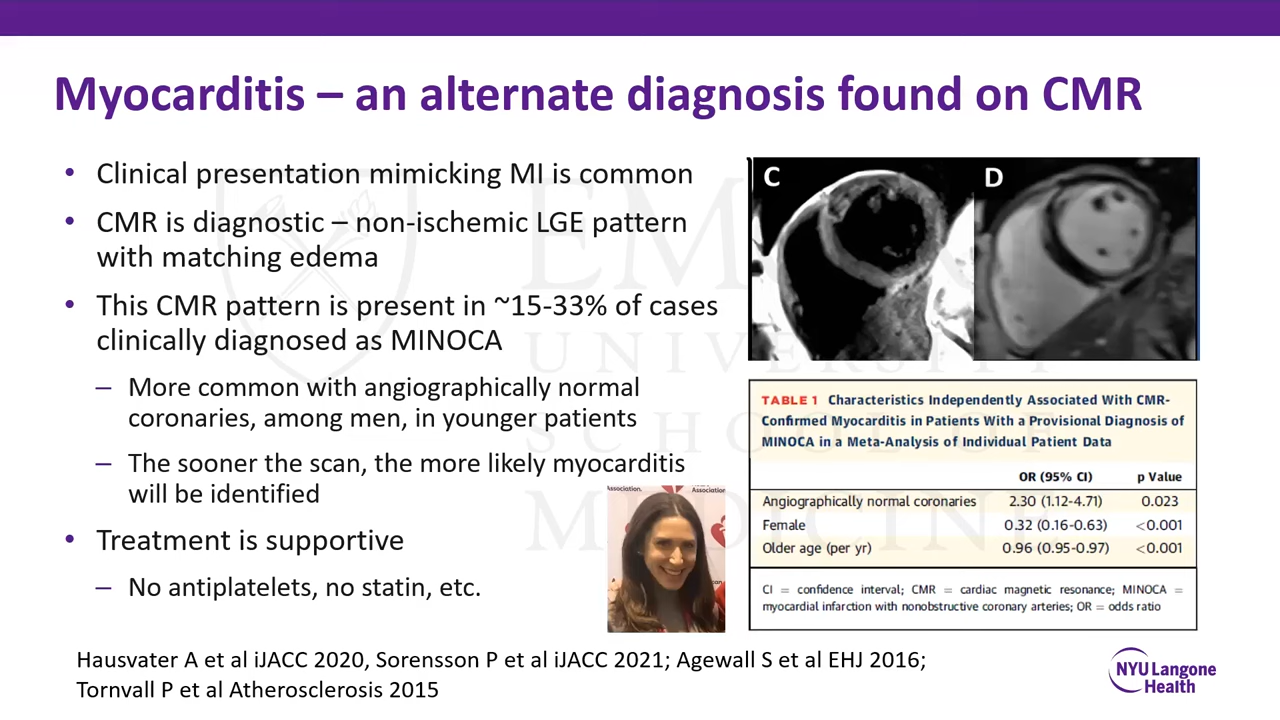 Myocarditis – an alternate diagnosis found on CMR
• Clinical presentation mimicking MI is common
• CMR is diagnostic – non-ischemic LGE pattern
with matching edema
• This CMR pattern is present in ~15-33% of cases
clinically diagnosed as MINOCA
– More common with angiographically normal
coronaries, among men, in younger patients
– The sooner the scan, the more likely myocarditis
will be identified
• Treatment is supportive
– No antiplatelets, no statin, etc.
C
D
TABLE 1 Characteristics Independently Associated With CMR-
Confirmed Myocarditis in Patients With a Provisional Diagnosis of
MINOCA in a Meta-Analysis of Individual Patient Data
OR (95% CI) p Value
Angiographically normal coronaries 2.30 (1.12-4.71) 0.023
Female 0.32 (0.16-0.63) <0.001
Older age (per yr) 0.96 (0.95-0.97) <0.001
CI = confidence interval; CMR = cardiac magnetic resonance; MINOCA =
myocardial infarction with nonobstructive coronary arteries; OR = odds ratio
Association.
Association
Hausvater A et al iJACC 2020, Sorensson P et al iJACC 2021; Agewall S et al EHJ 2016;
Tornvall P et al Atherosclerosis 2015
NYU Langone
Health
UNIVERSITY
SCHOOL OF
MEDICINE